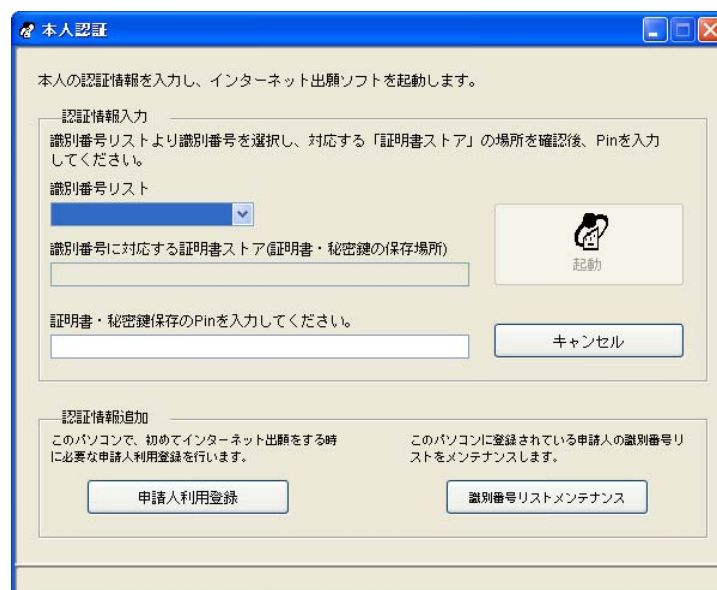 本人認証
本人の認証情報を入力し、インターネット出願ソフトを起動します。
認証情報入力
識別番号リストより識別番号を選択し、対応する「証明書ストア」の場所を確認後、Pinを入力
してください。
識別番号リスト
識別番号に対応する証明書ストア(証明書・秘密鍵の保存場所)
起動
証明書・秘密鍵保存のPinを入力してください。
キャンセル
認証情報追加
このパソコンで、初めてインターネット出願をする時
に必要な申請人利用登録を行います。
申請人利用登録
このパソコンに登録されている申請人の識別番号リ
ストをメンテナンスします。
識別番号リストメンテナンス